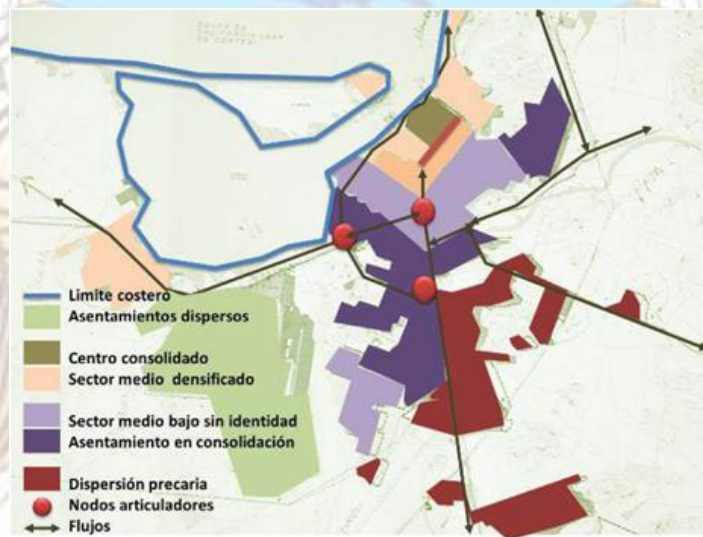 Limite costero
Asentamientos dispersos
Centro consolidado
Sector medio densificado
Sector medio bajo sin identidad
Asentamiento en consolidación
Dispersión precaria
Nodos articuladores
Flujos